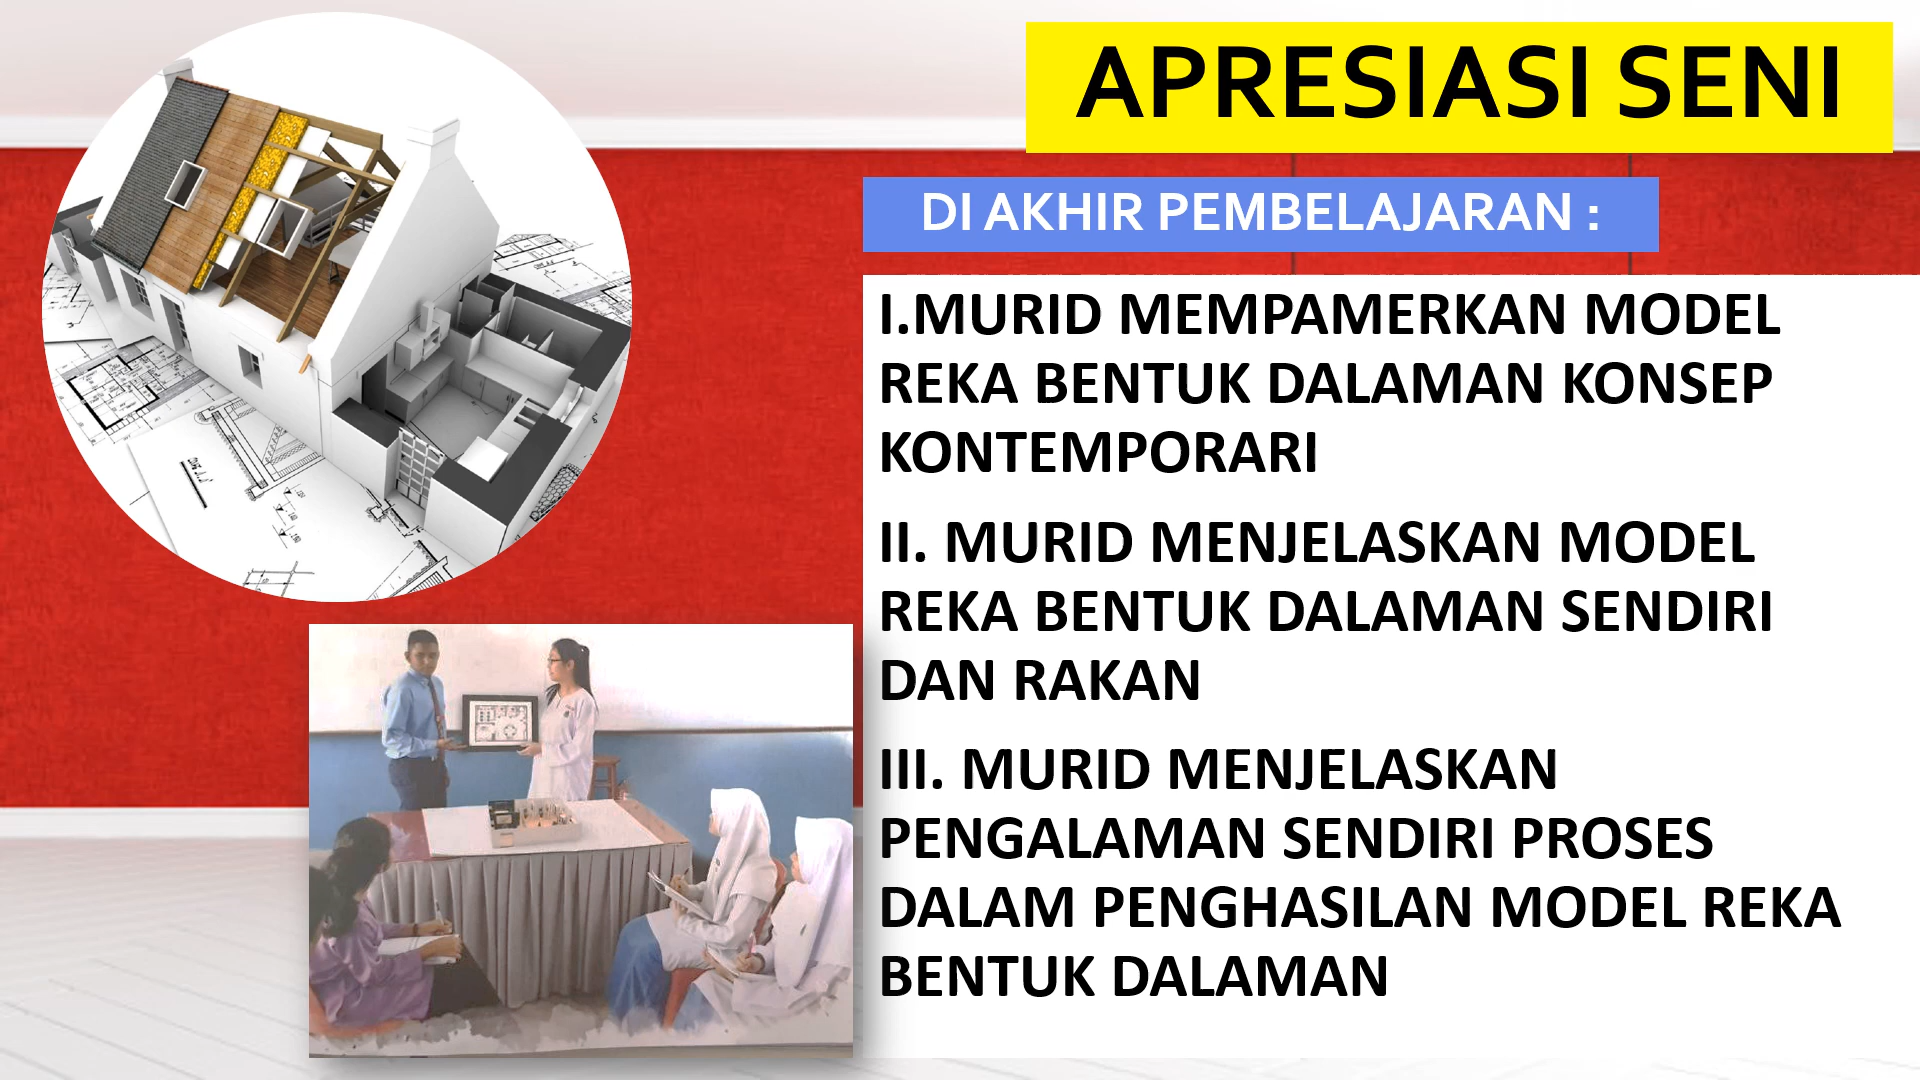 APRESIASI SENI
DI AKHIR PEMBELAJARAN :
I.MURID MEMPAMERKAN MODEL
REKA BENTUK DALAMAN KONSEP
KONTEMPORARI
II. MURID MENJELASKAN MODEL
REKA BENTUK DALAMAN SENDIRI
DAN RAKAN
III. MURID MENJELASKAN
PENGALAMAN SENDIRI PROSES
DALAM PENGHASILAN MODEL REKA
BENTUK DALAMAN